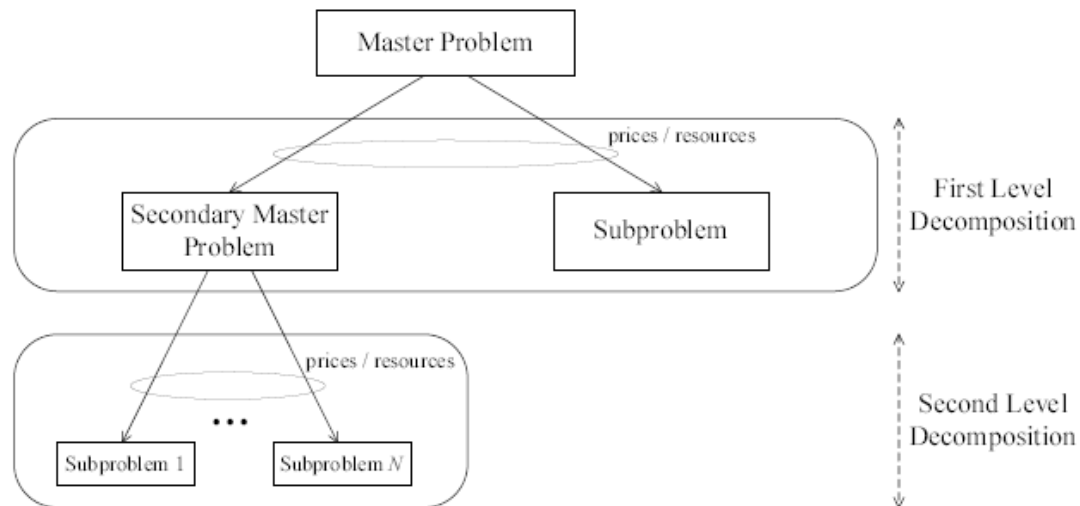 Master Problem
prices / resources
Secondary Master
Problem
Subproblem
First Level
Decomposition
prices / resources
•••
Subproblem 1
Subproblem N
Second Level
Decomposition